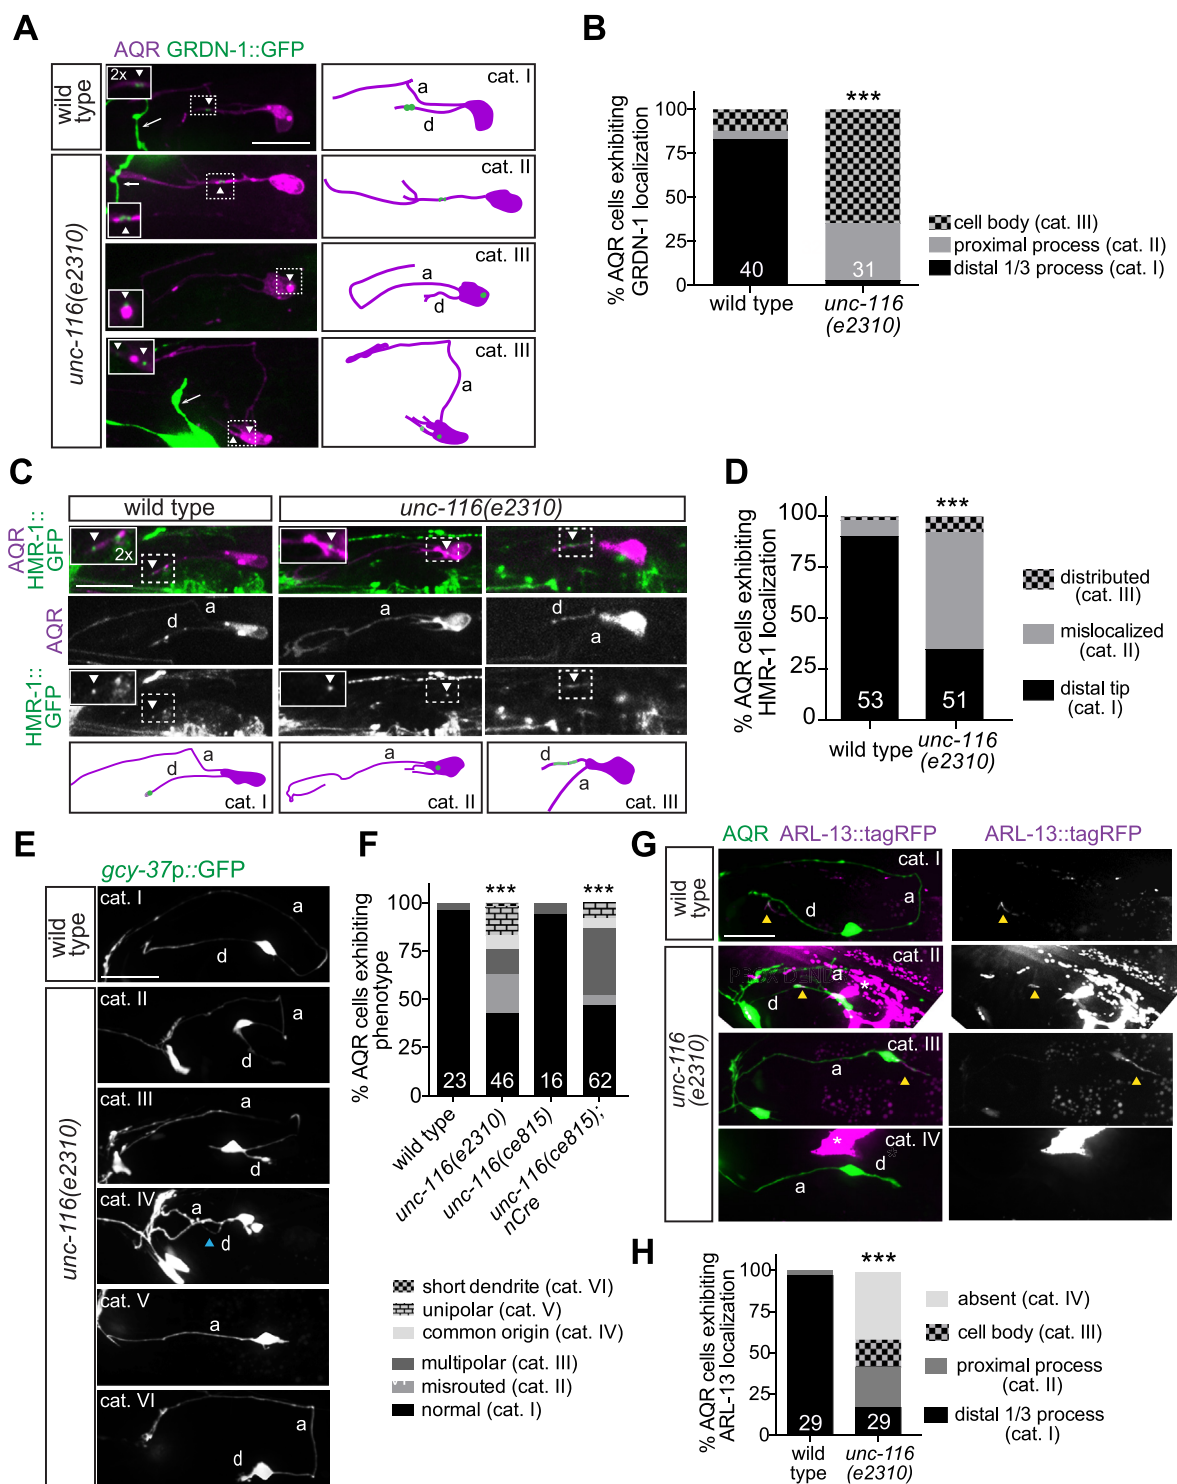 A
AQR GRDN-1::GFP
wild type
2x
cat. I
a
d
unc-116(e2310)
cat. II
cat. III
a
d
cat. III
a
B
% AQR cells exhibiting GRDN-1 localization
100
75
50
25
0
***
40
31
wild type
unc-116 (e2310)
cell body (cat. III)
proximal process (cat. II)
distal 1/3 process (cat. I)
C
wild type
unc-116(e2310)
AQR HMR-1::GFP
2x
AQR
a
d
a
d
a
HMR-1::GFP
a
d
cat. I
a
cat. II
d
a
cat. III
D
% AQR cells exhibiting HMR-1 localization
100
75
50
25
0
***
53
51
wild type
unc-116 (e2310)
distributed (cat. III)
mislocalized (cat. II)
distal tip (cat. I)
E
gcy-37p::GFP
wild type
cat. I
a
d
unc-116(e2310)
cat. II
a
d
cat. III
a
d
cat. IV
a
d
cat. V
a
cat. VI
a
d
F
% AQR cells exhibiting phenotype
100
75
50
25
0
***
***
23
46
16
62
wild type
unc-116(e2310)
unc-116(ce815)
unc-116(ce815); nCre
short dendrite (cat. VI)
unipolar (cat. V)
common origin (cat. IV)
multipolar (cat. III)
misrouted (cat. II)
normal (cat. I)
G
AQR ARL-13::tagRFP
ARL-13::tagRFP
wild type
cat. I
a
d
unc-116 (e2310)
cat. II
a
*
d
cat. III
a
cat. IV
*
d*
a
H
% AQR cells exhibiting ARL-13 localization
100
75
50
25
0
***
29
29
wild type
unc-116 (e2310)
absent (cat. IV)
cell body (cat. III)
proximal process (cat. II)
distal 1/3 process (cat. I)